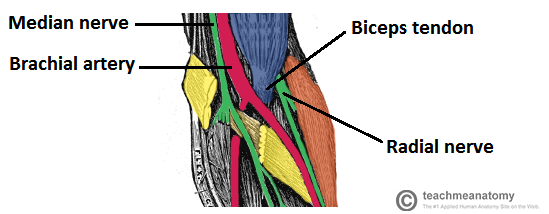 Median nerve
Biceps tendon
Brachial artery
Radial nerve
© teachmeanatomy
The #1 Applied Human Anatomy Site on the Web.